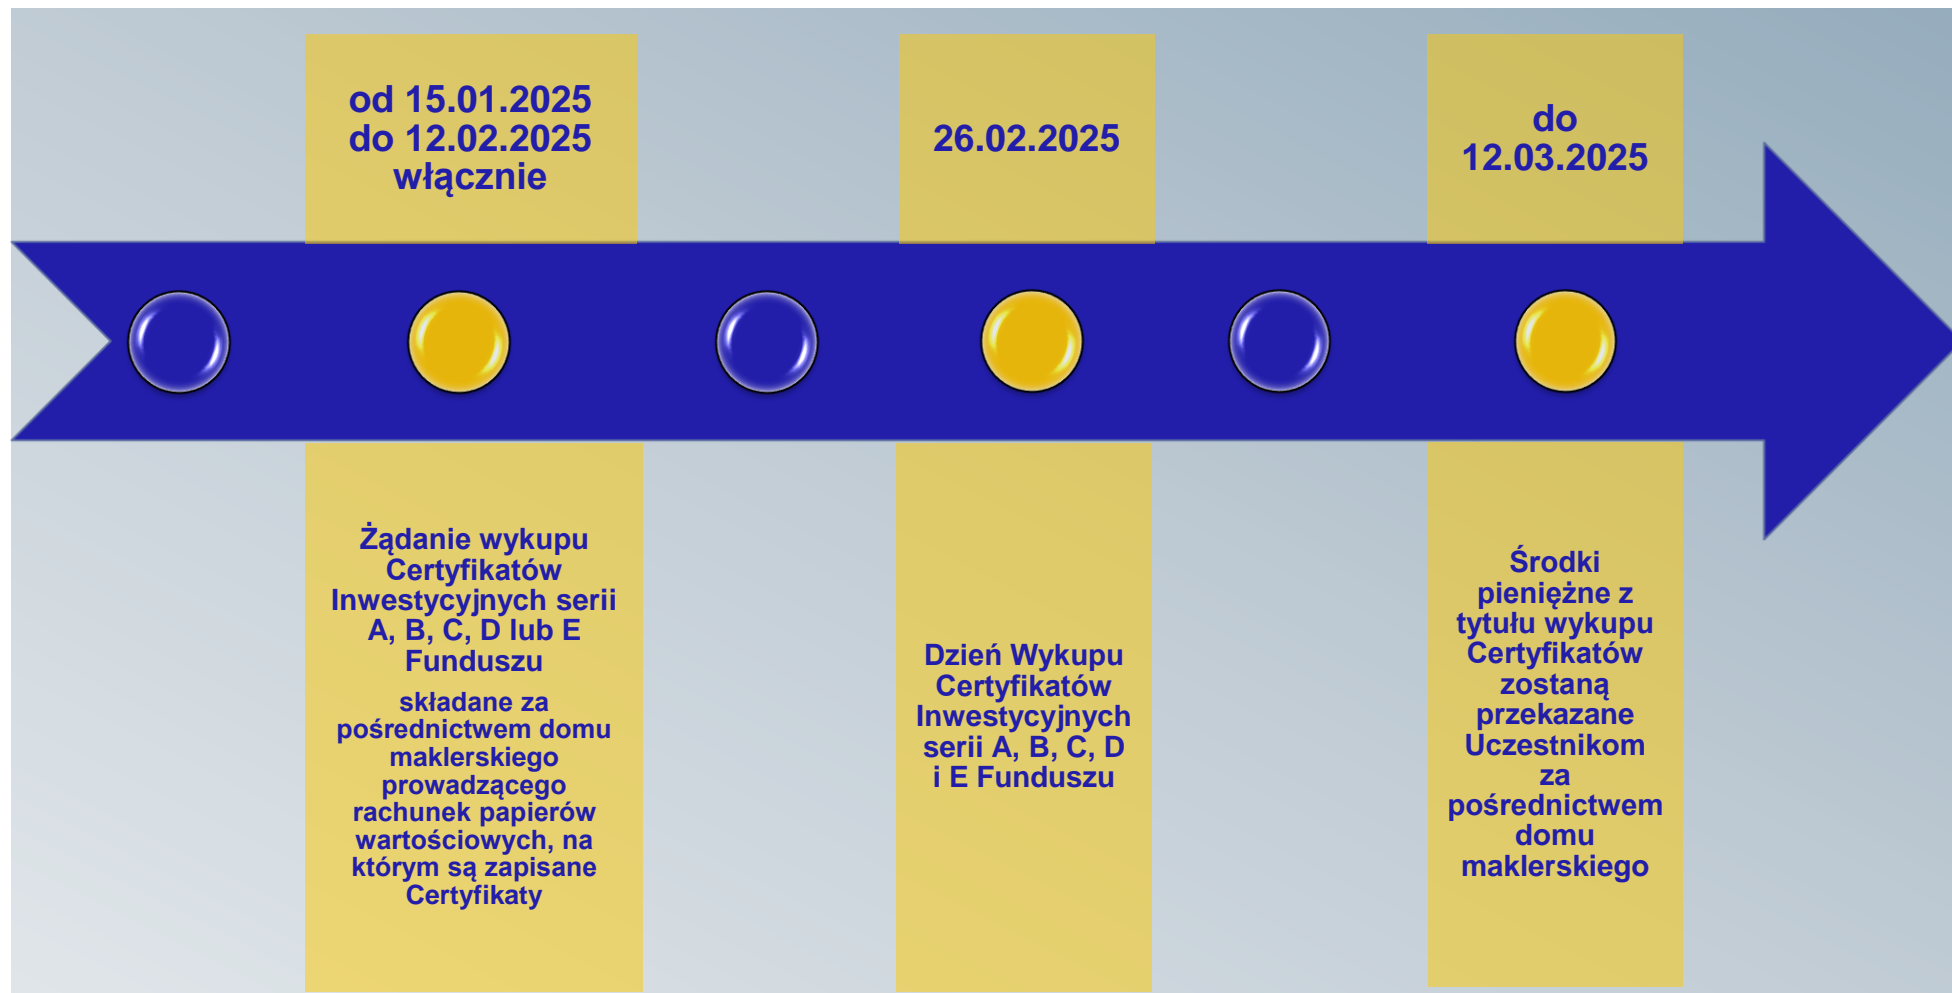 od 15.01.2025
do 12.02.2025
włącznie
26.02.2025
do
12.03.2025
Żądanie wykupu
Certyfikatów
Inwestycyjnych serii
A, B, C, D lub E
Funduszu
składane za
pośrednictwem domu
maklerskiego
prowadzącego
rachunek papierów
wartościowych, na
którym są zapisane
Certyfikaty
Dzień Wykupu
Certyfikatów
Inwestycyjnych
serii A, B, C, D
i E Funduszu
Środki
pieniężne z
tytułu wykupu
Certyfikatów
zostaną
przekazane
Uczestnikom
za
pośrednictwem
domu
maklerskiego